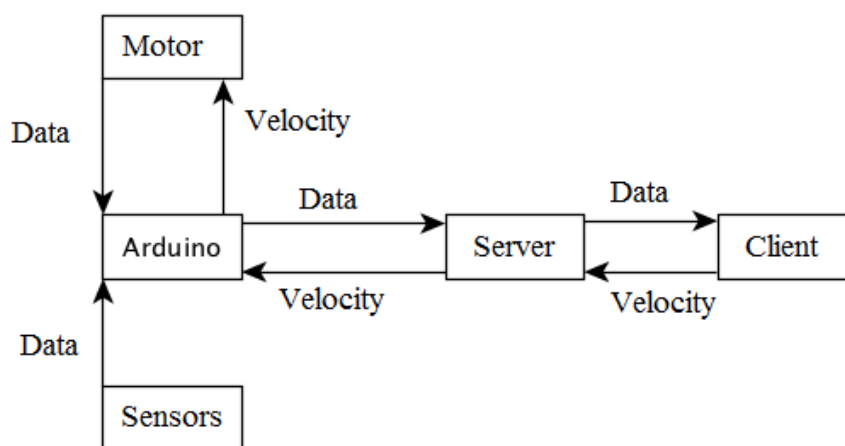 Motor
Data
Velocity
Data
Data
Arduino
Server
Client
Velocity
Velocity
Data
Sensors